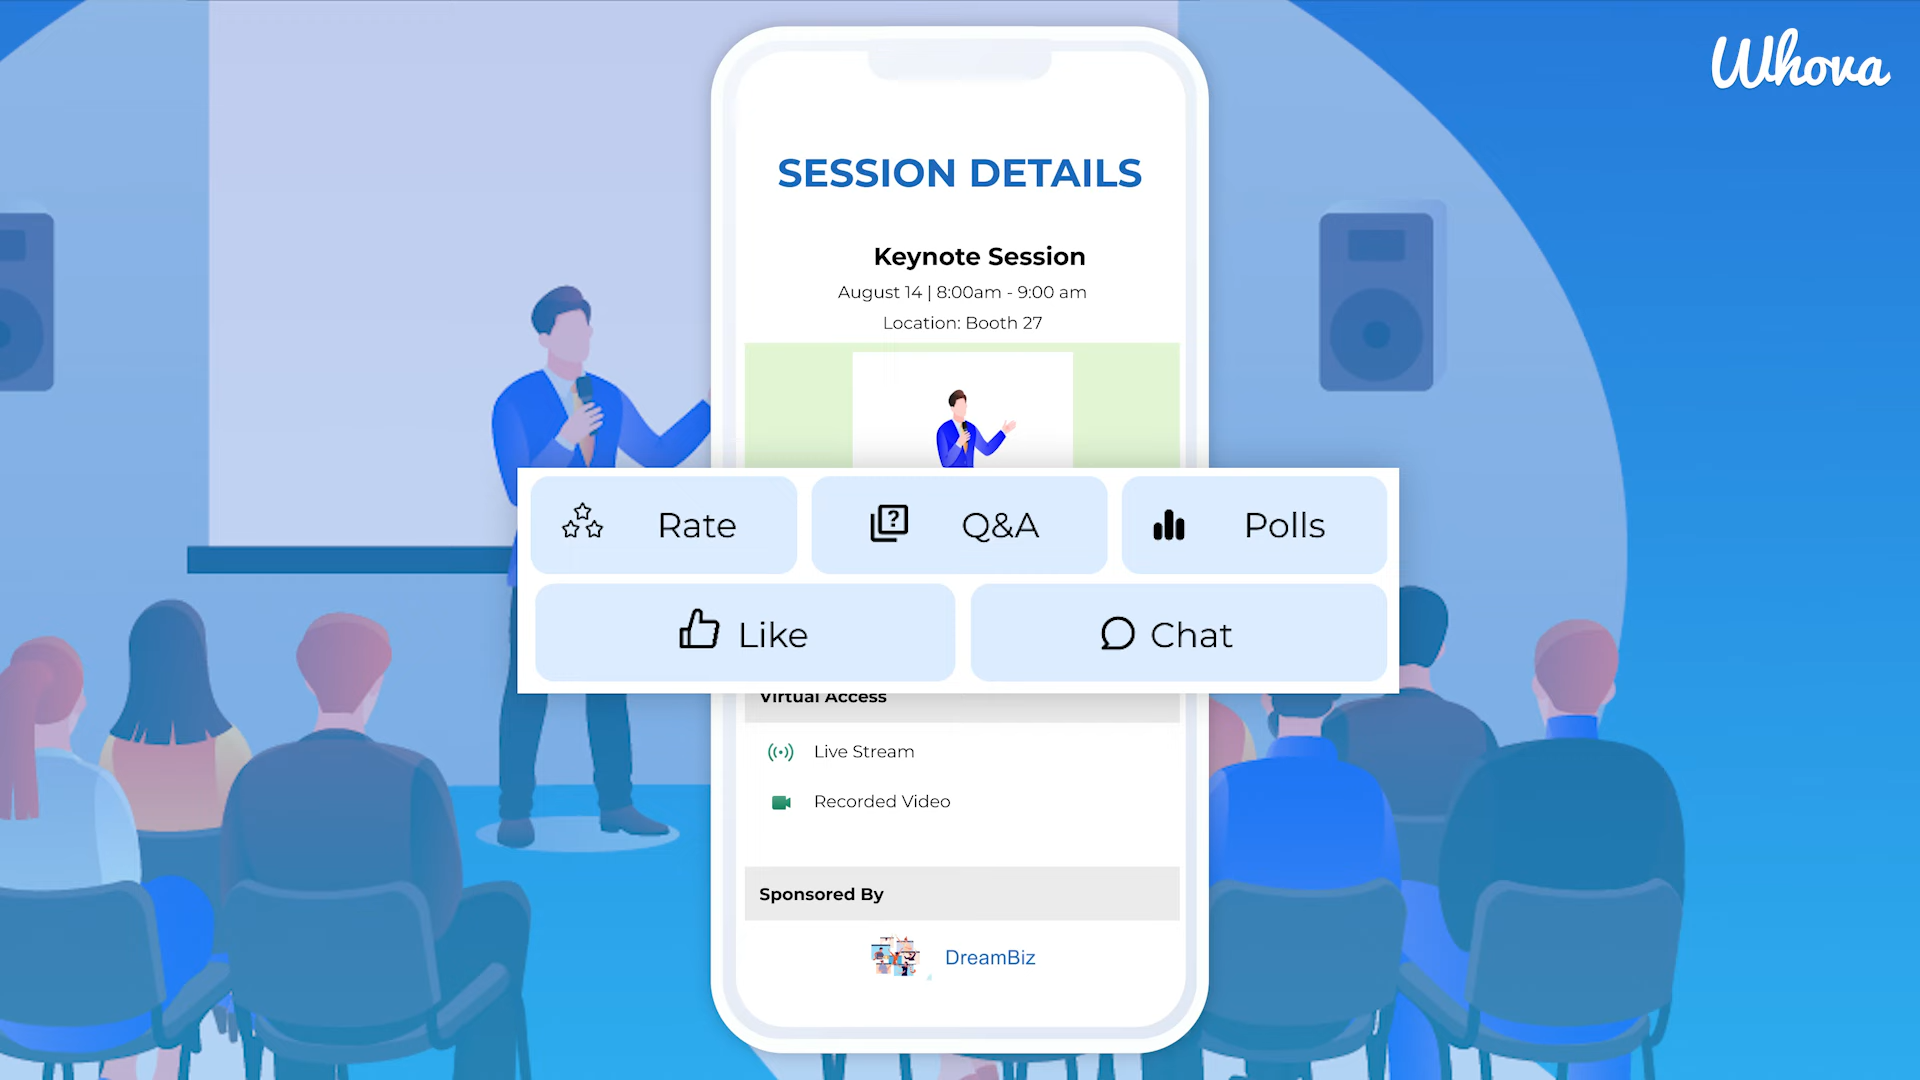 Whova
SESSION DETAILS
Keynote Session
August 14 | 8:00am - 9:00 am
Location: Booth 27
Rate
Q&A
Polls
Like
Chat
Virtual Access
Live Stream
Recorded Video
Sponsored By
DreamBiz